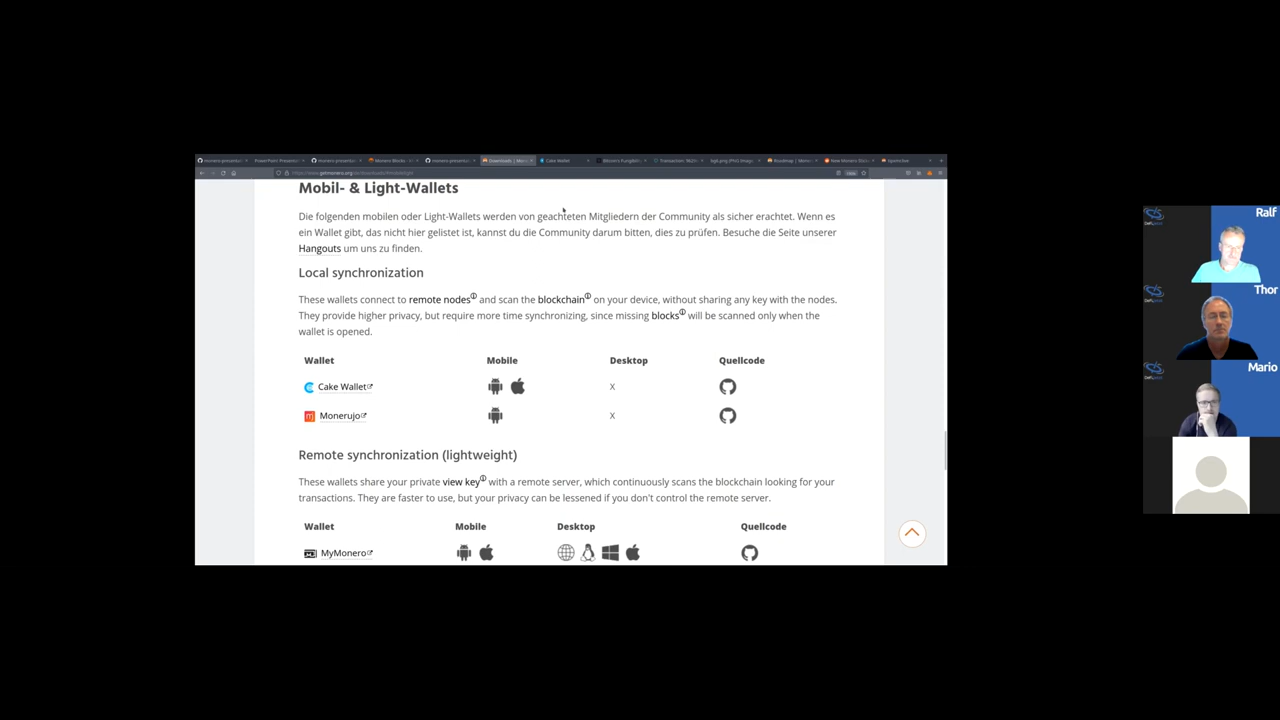 Mobil- & Light-Wallets
Die folgenden mobilen oder Light-Wallets werden von geachteten Mitgliedern der Community als sicher erachtet. Wenn es
ein Wallet gibt, das nicht hier gelistet ist, kannst du die Community darum bitten, dies zu prüfen. Besuche die Seite unserer
Hangouts um uns zu finden.
Local synchronization
These wallets connect to remote nodes and scan the blockchain on your device, without sharing any key with the nodes.
They provide higher privacy, but require more time synchronizing, since missing blocks will be scanned only when the
wallet is opened.
Wallet Mobile Desktop Quellcode
Cake Wallet X
Monerujo X
Remote synchronization (lightweight)
These wallets share your private view key with a remote server, which continuously scans the blockchain looking for your
transactions. They are faster to use, but your privacy can be lessened if you don't control the remote server.
Wallet Mobile Desktop Quellcode
MyMonero
Ralf
Thor
Mario